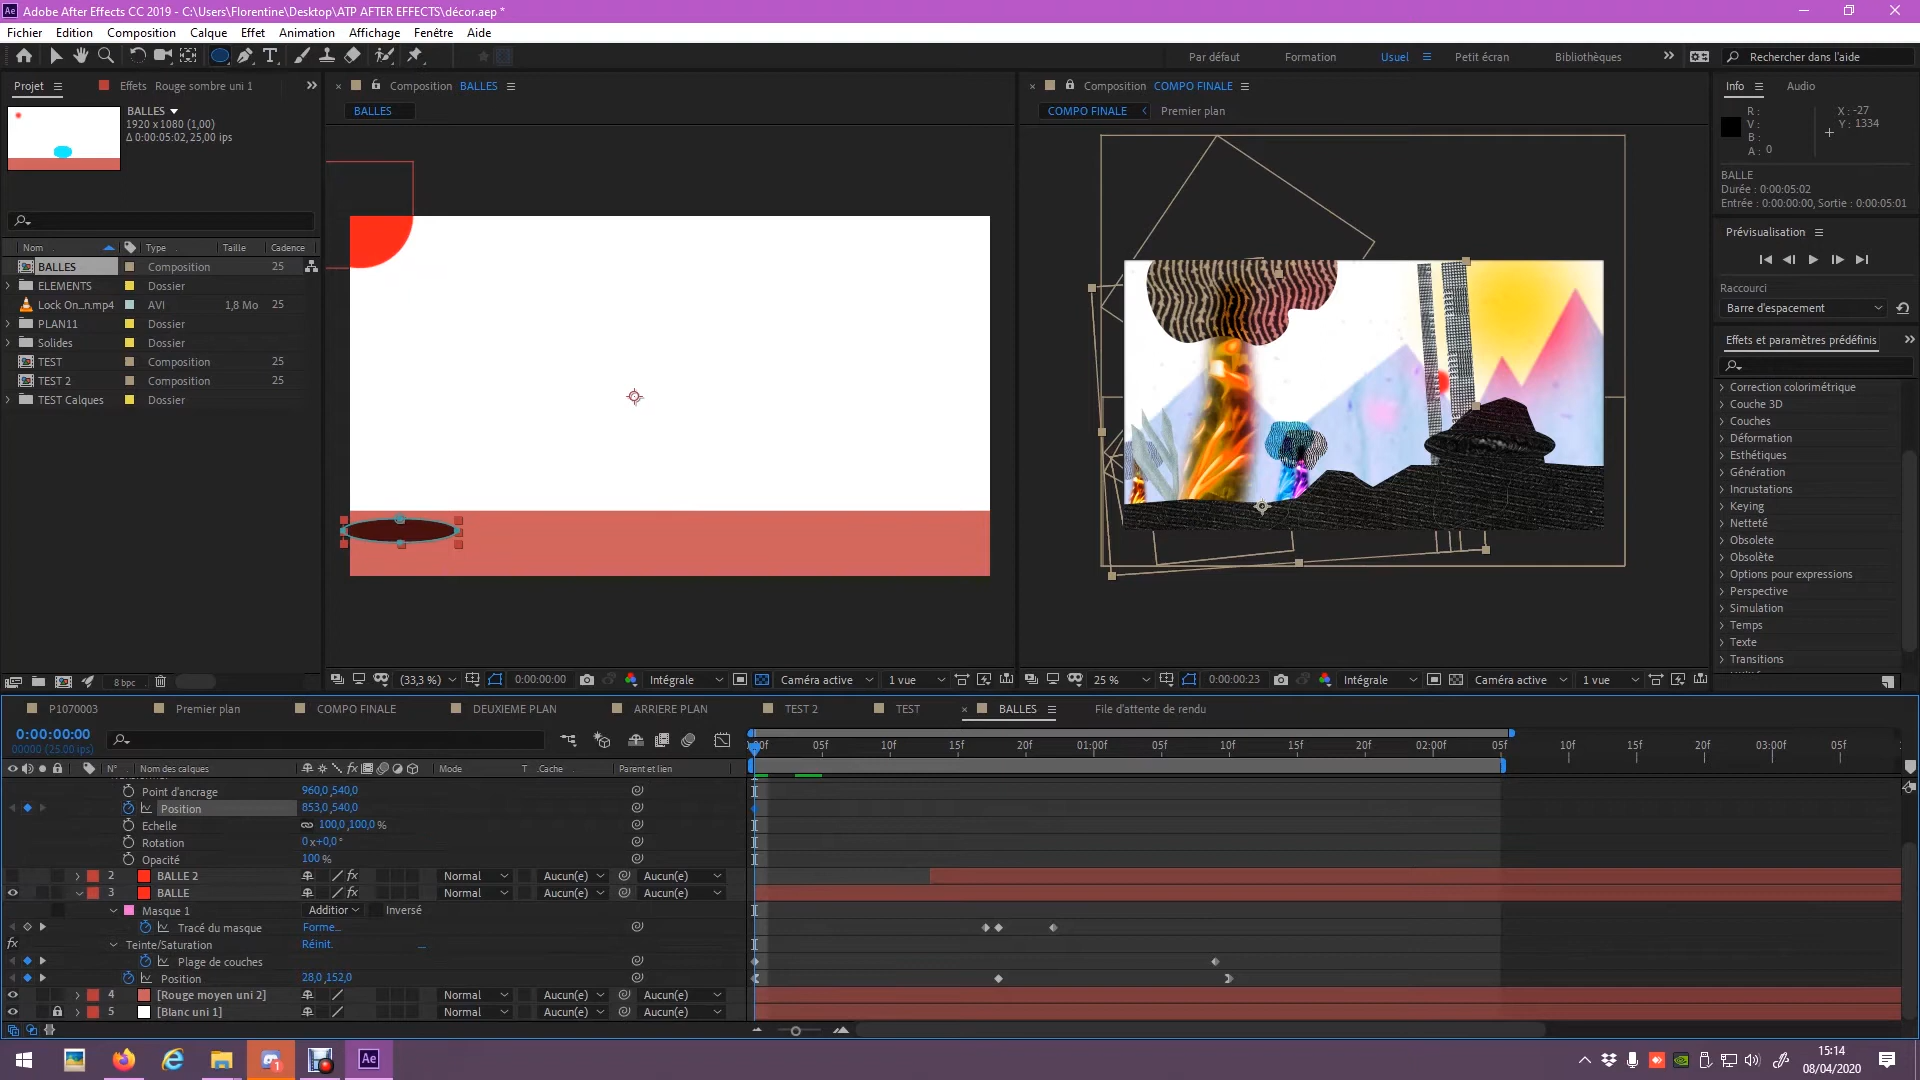 Adobe After Effects CC 2019 - C:\Users\Florentine\Desktop\ATP AFTER EFFECTS\décor.aep *
Fichier Edition Composition Calque Effet Animation Affichage Fenêtre Aide
Par défaut Formation Usuel Petit écran Bibliothèques Rechercher dans l'aide
Projet Effets Rouge sombre uni 1
BALLES
1920 x 1080 (1,00)
Δ 0:00:05:02, 25,00 ips
Nom Type Taille Cadence
BALLES Composition 25
ELEMENTS Dossier
Lock On...n.mp4 AVI 1,8 Mo 25
PLAN11 Dossier
Solides Dossier
TEST Composition 25
TEST 2 Composition 25
TEST Calques Dossier
8 bpc
Composition BALLES
BALLES
(33,3 %) 0:00:00:00 Intégrale Caméra active 1 vue
Composition COMPO FINALE
COMPO FINALE Premier plan
25 % 0:00:00:23 Intégrale Caméra active 1 vue
Info Audio
R : X : -27
V : Y : 1334
B :
A : 0
BALLE
Durée : 0:00:05:02
Entrée : 0:00:00:00, Sortie : 0:00:05:01
Prévisualisation
Raccourci
Barre d'espacement
Effets et paramètres prédéfinis
Correction colorimétrique
Couche 3D
Couches
Déformation
Esthétiques
Génération
Incrustations
Keying
Netteté
Obsolete
Obsolète
Options pour expressions
Perspective
Simulation
Temps
Texte
Transitions
P1070003 Premier plan COMPO FINALE DEUXIEME PLAN ARRIERE PLAN TEST 2 TEST BALLES File d'attente de rendu
0:00:00:00
00000 (25.00 ips)
00f 05f 10f 15f 20f 01:00f 05f 10f 15f 20f 02:00f 05f 10f 15f 20f 03:00f 05f
N° Nom des calques fx Mode T .Cache Parent et lien
Point d'ancrage 960,0,540,0
Position 853,0,540,0
Echelle 100,0,100,0 %
Rotation 0 x+0,0 °
Opacité 100 %
2 BALLE 2 fx Normal Aucun(e) Aucun(e)
3 BALLE fx Normal Aucun(e) Aucun(e)
Masque 1 Addition Inversé
Tracé du masque Forme...
fx Teinte/Saturation Réinit. ...
Plage de couches
Position 28,0,152,0
4 [Rouge moyen uni 2] Normal Aucun(e) Aucun(e)
5 [Blanc uni 1] Normal Aucun(e) Aucun(e)
Ae
15:14
08/04/2020